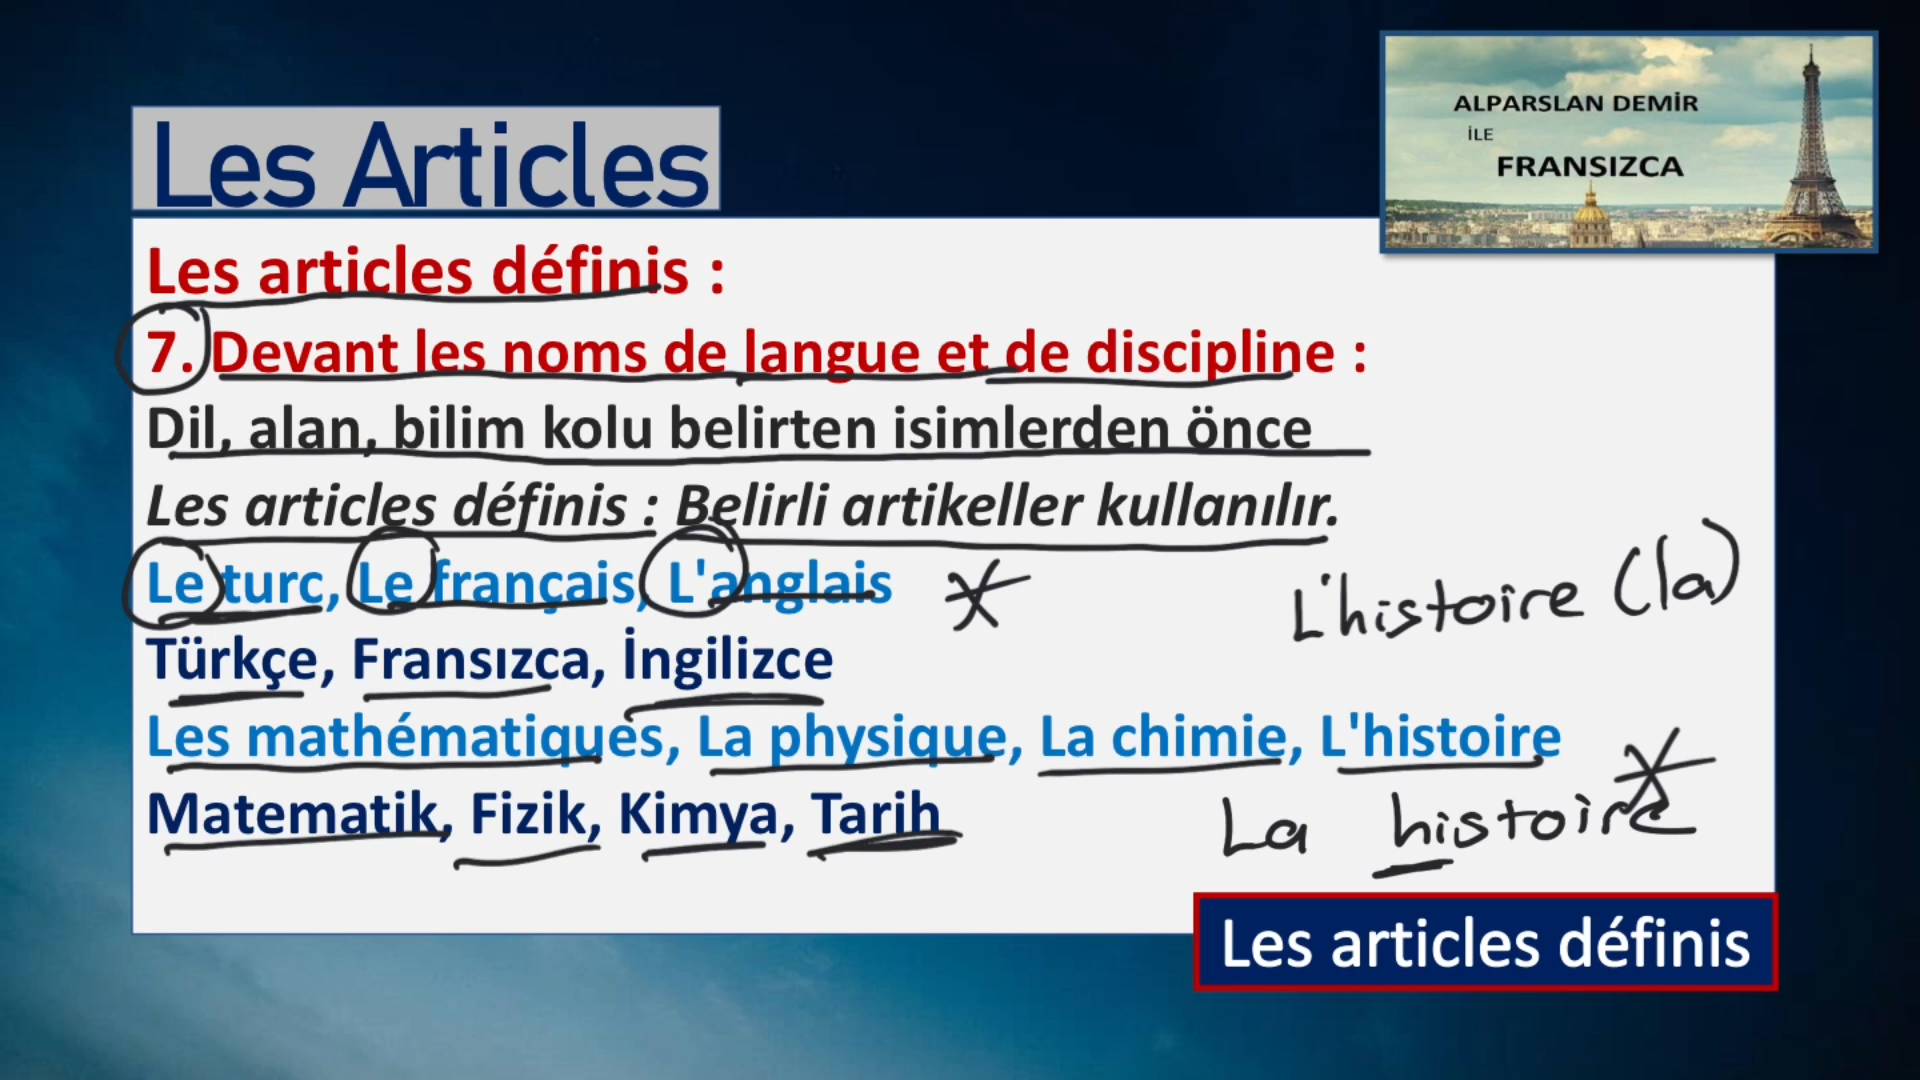 ALPARSLAN DEMİR
İLE
FRANSIZCA
Les Articles
Les articles définis :
7. Devant les noms de langue et de discipline :
Dil, alan, bilim kolu belirten isimlerden önce
Les articles définis : Belirli artikeller kullanılır.
Le turc, Le français, L'anglais
L'histoire (la)
Türkçe, Fransızca, İngilizce
Les mathématiques, La physique, La chimie, L'histoire
Matematik, Fizik, Kimya, Tarih
La histoire
Les articles définis